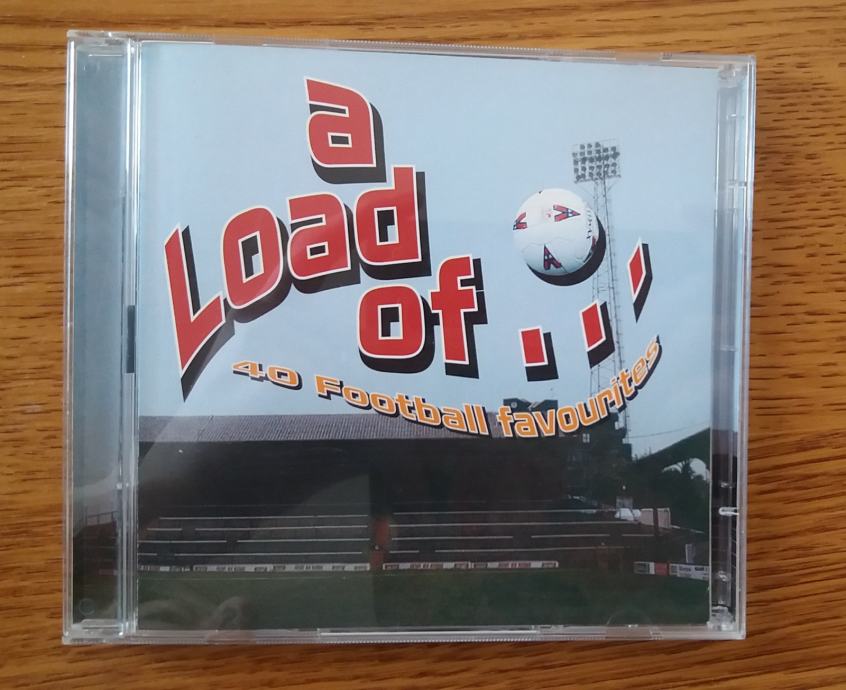 a
Load
of ...
40 Football favourites